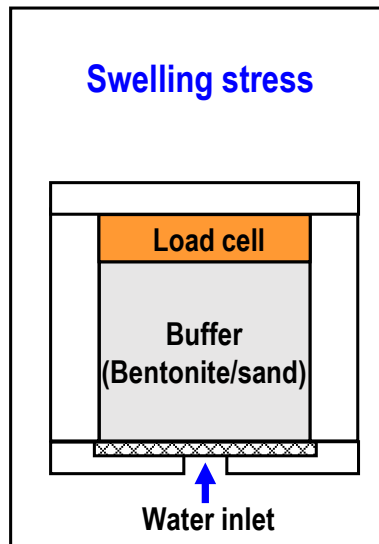 Swelling stress
Load cell
Buffer
(Bentonite/sand)
Water inlet